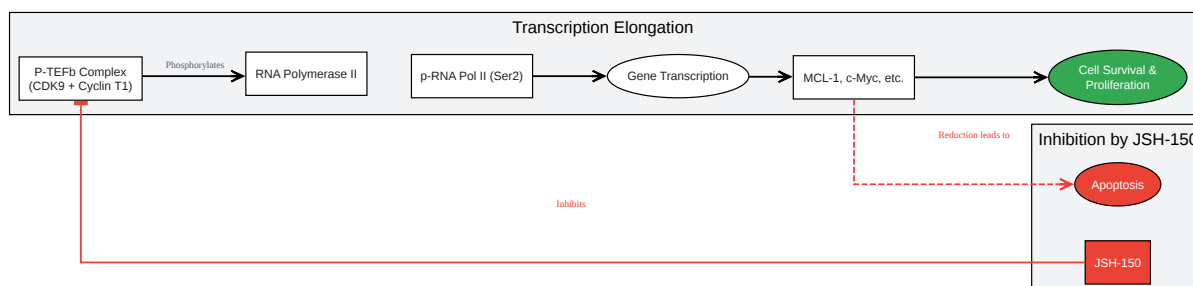 Transcription Elongation
P-TEFb Complex
(CDK9 + Cyclin T1)
Phosphorylates
RNA Polymerase II
p-RNA Pol II (Ser2)
Gene Transcription
MCL-1, c-Myc, etc.
Cell Survival &
Proliferation
Reduction leads to
Inhibition by JSH-150
Apoptosis
Inhibits
JSH-150